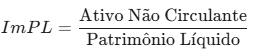 ImPL = Ativo Não Circulante
Patrimônio Líquido